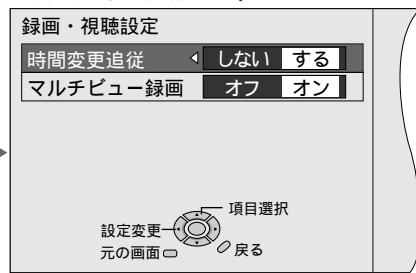 録画・視聴設定
時間変更追従 しない する
マルチビュー録画 オフ オン
項目選択
設定変更
元の画面 戻る